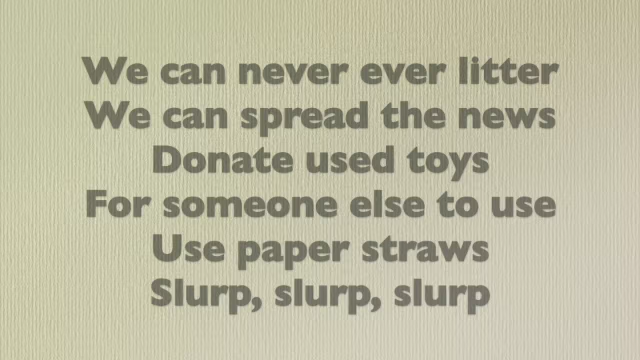 We can never ever litter
We can spread the news
Donate used toys
For someone else to use
Use paper straws
Slurp, slurp, slurp